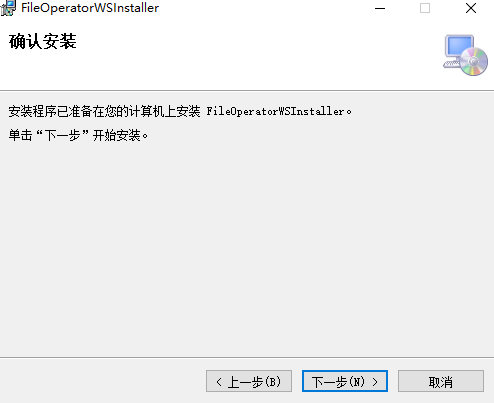 FileOperatorWSInstaller
确认安装
安装程序已准备在您的计算机上安装 FileOperatorWSInstaller。
单击“下一步”开始安装。
< 上一步(B)
下一步(N) >
取消